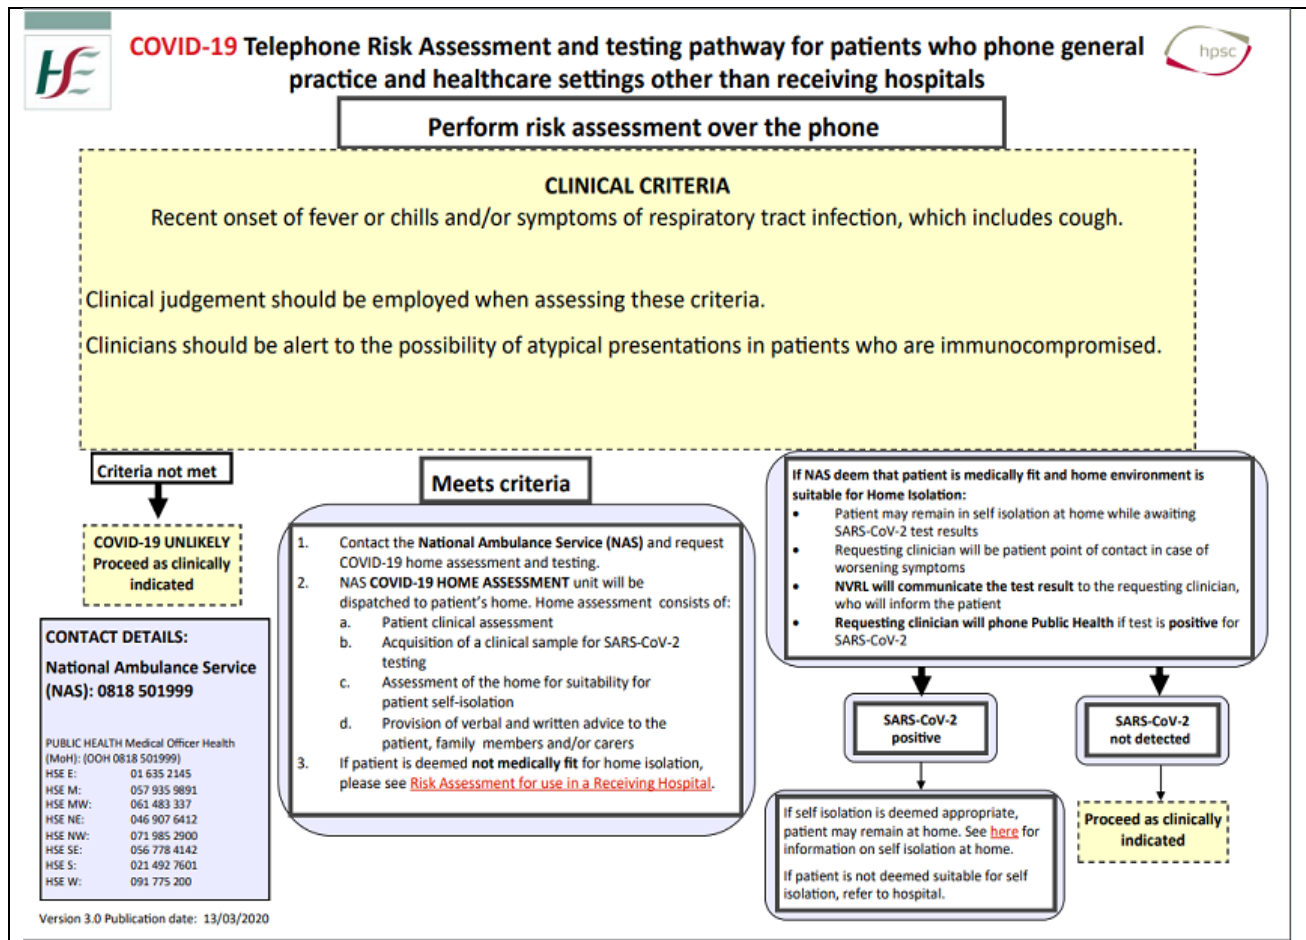 COVID-19 Telephone Risk Assessment and testing pathway for patients who phone general
practice and healthcare settings other than receiving hospitals
hpsc
Perform risk assessment over the phone
CLINICAL CRITERIA
Recent onset of fever or chills and/or symptoms of respiratory tract infection, which includes cough.
Clinical judgement should be employed when assessing these criteria.
Clinicians should be alert to the possibility of atypical presentations in patients who are immunocompromised.
Criteria not met
COVID-19 UNLIKELY
Proceed as clinically
indicated
CONTACT DETAILS:
National Ambulance Service
(NAS): 0818 501999
PUBLIC HEALTH Medical Officer Health
(MoH): (OOH 0818 501999)
HSE E: 01 635 2145
HSE M: 057 935 9891
HSE MW: 061 483 337
HSE NE: 046 907 6412
HSE NW: 071 985 2900
HSE SE: 056 778 4142
HSE S: 021 492 7601
HSE W: 091 775 200
Version 3.0 Publication date: 13/03/2020
Meets criteria
1. Contact the National Ambulance Service (NAS) and request
COVID-19 home assessment and testing.
2. NAS COVID-19 HOME ASSESSMENT unit will be
dispatched to patient's home. Home assessment consists of:
a. Patient clinical assessment
b. Acquisition of a clinical sample for SARS-CoV-2
testing
c. Assessment of the home for suitability for
patient self-isolation
d. Provision of verbal and written advice to the
patient, family members and/or carers
3. If patient is deemed not medically fit for home isolation,
please see Risk Assessment for use in a Receiving Hospital.
If NAS deem that patient is medically fit and home environment is
suitable for Home Isolation:
• Patient may remain in self isolation at home while awaiting
SARS-CoV-2 test results
• Requesting clinician will be patient point of contact in case of
worsening symptoms
• NVRL will communicate the test result to the requesting clinician,
who will inform the patient
• Requesting clinician will phone Public Health if test is positive for
SARS-CoV-2
SARS-CoV-2
positive
If self isolation is deemed appropriate,
patient may remain at home. See here for
information on self isolation at home.
If patient is not deemed suitable for self
isolation, refer to hospital.
SARS-CoV-2
not detected
Proceed as clinically
indicated